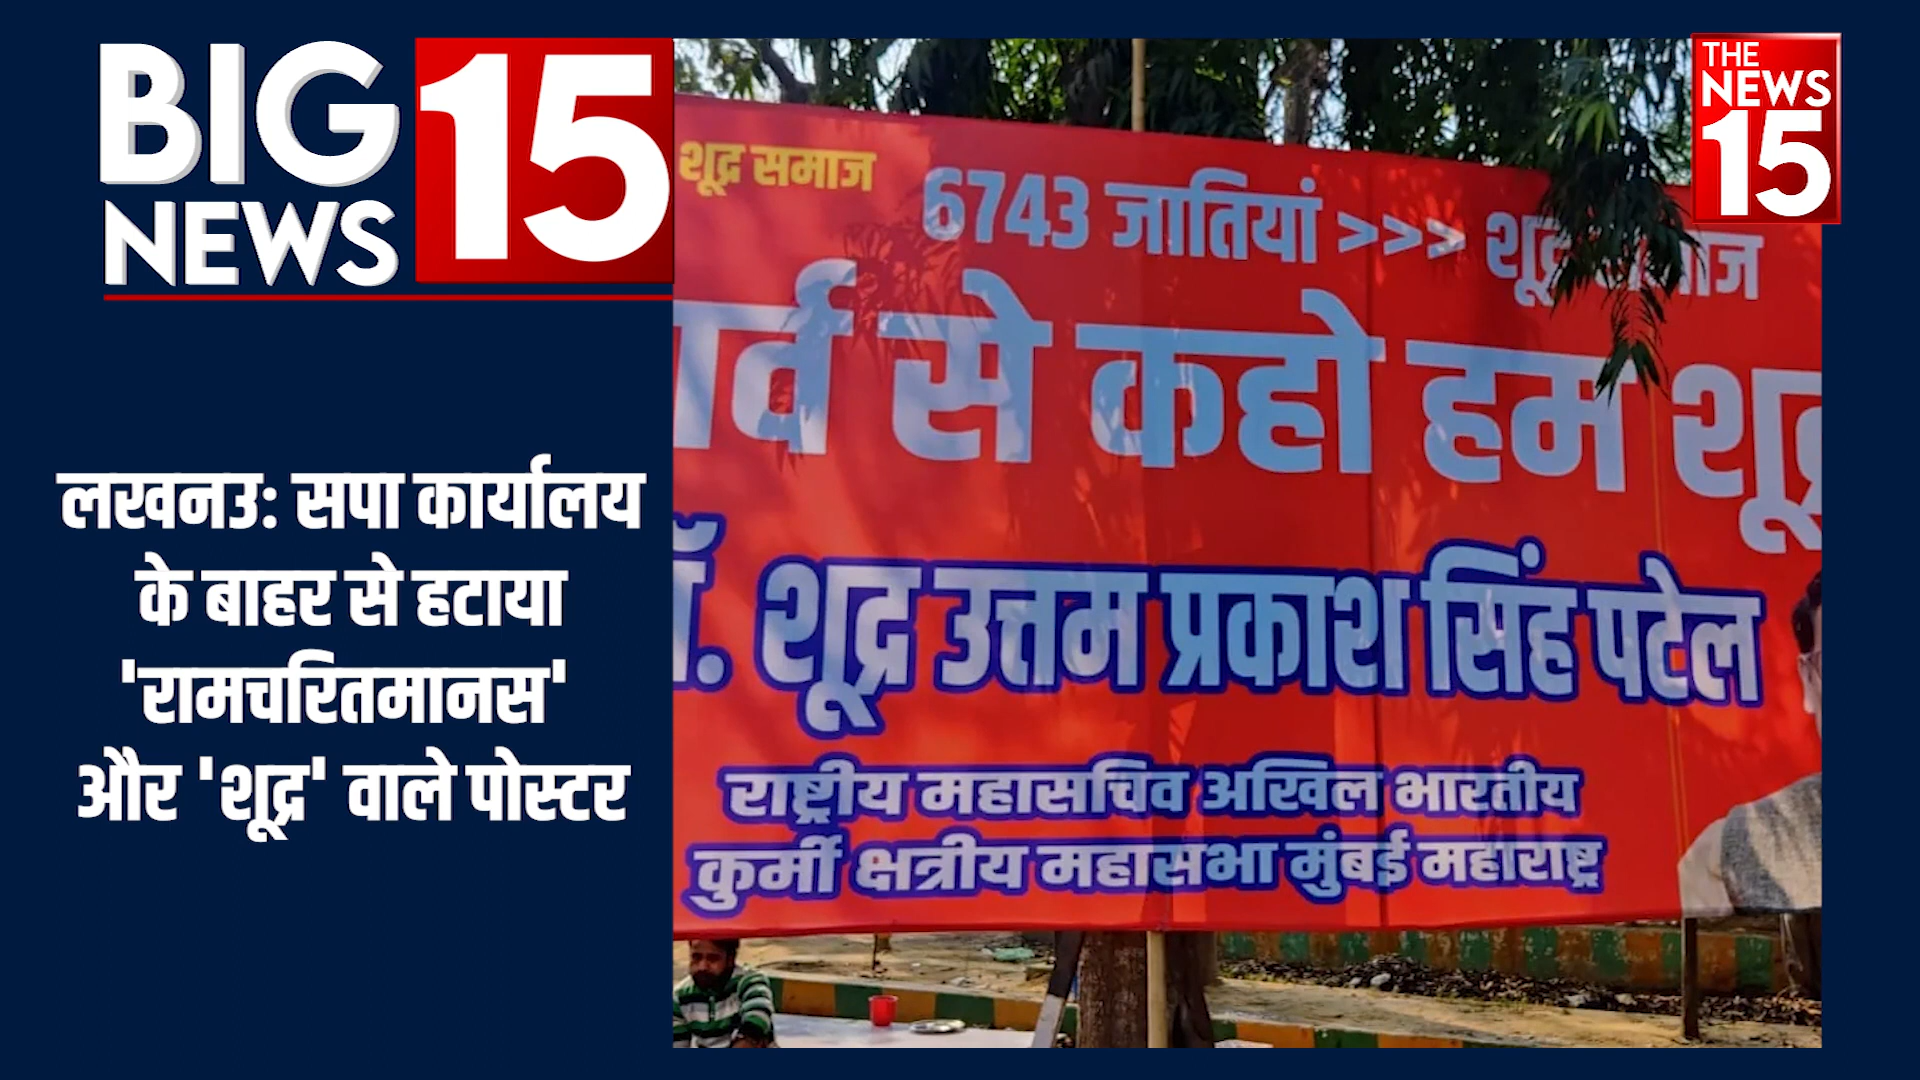 BIG
NEWS
15
THE
NEWS
15
लखनउ: सपा कार्यालय
के बाहर से हटाया
'रामचरितमानस'
और 'शूद्र' वाले पोस्टर
शूद्र समाज
6743 जातियां >>> शूद्र
से कहो हम
शूद्र उत्तम प्रकाश सिंह पटेल
राष्ट्रीय महासचिव अखिल भारतीय
कुर्मी क्षत्रीय महासभा मुंबई महाराष्ट्र